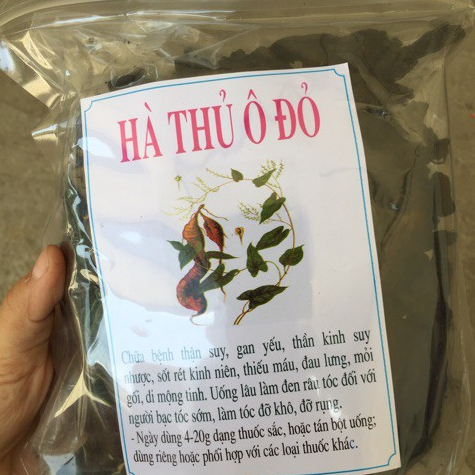 HÀ THỦ Ô ĐỎ
Chữa bệnh thận suy, gan yếu, thần kinh suy
nhược, sốt rét kinh niên, thiếu máu, đau lưng, mỏi
gối, di mộng tinh. Uống lâu làm đen râu tóc đối với
người bạc tóc sớm, làm tóc đỡ khô, đỡ rụng.
- Ngày dùng 4-20g dạng thuốc sắc, hoặc tán bột uống;
dùng riêng hoặc phối hợp với các loại thuốc khác.